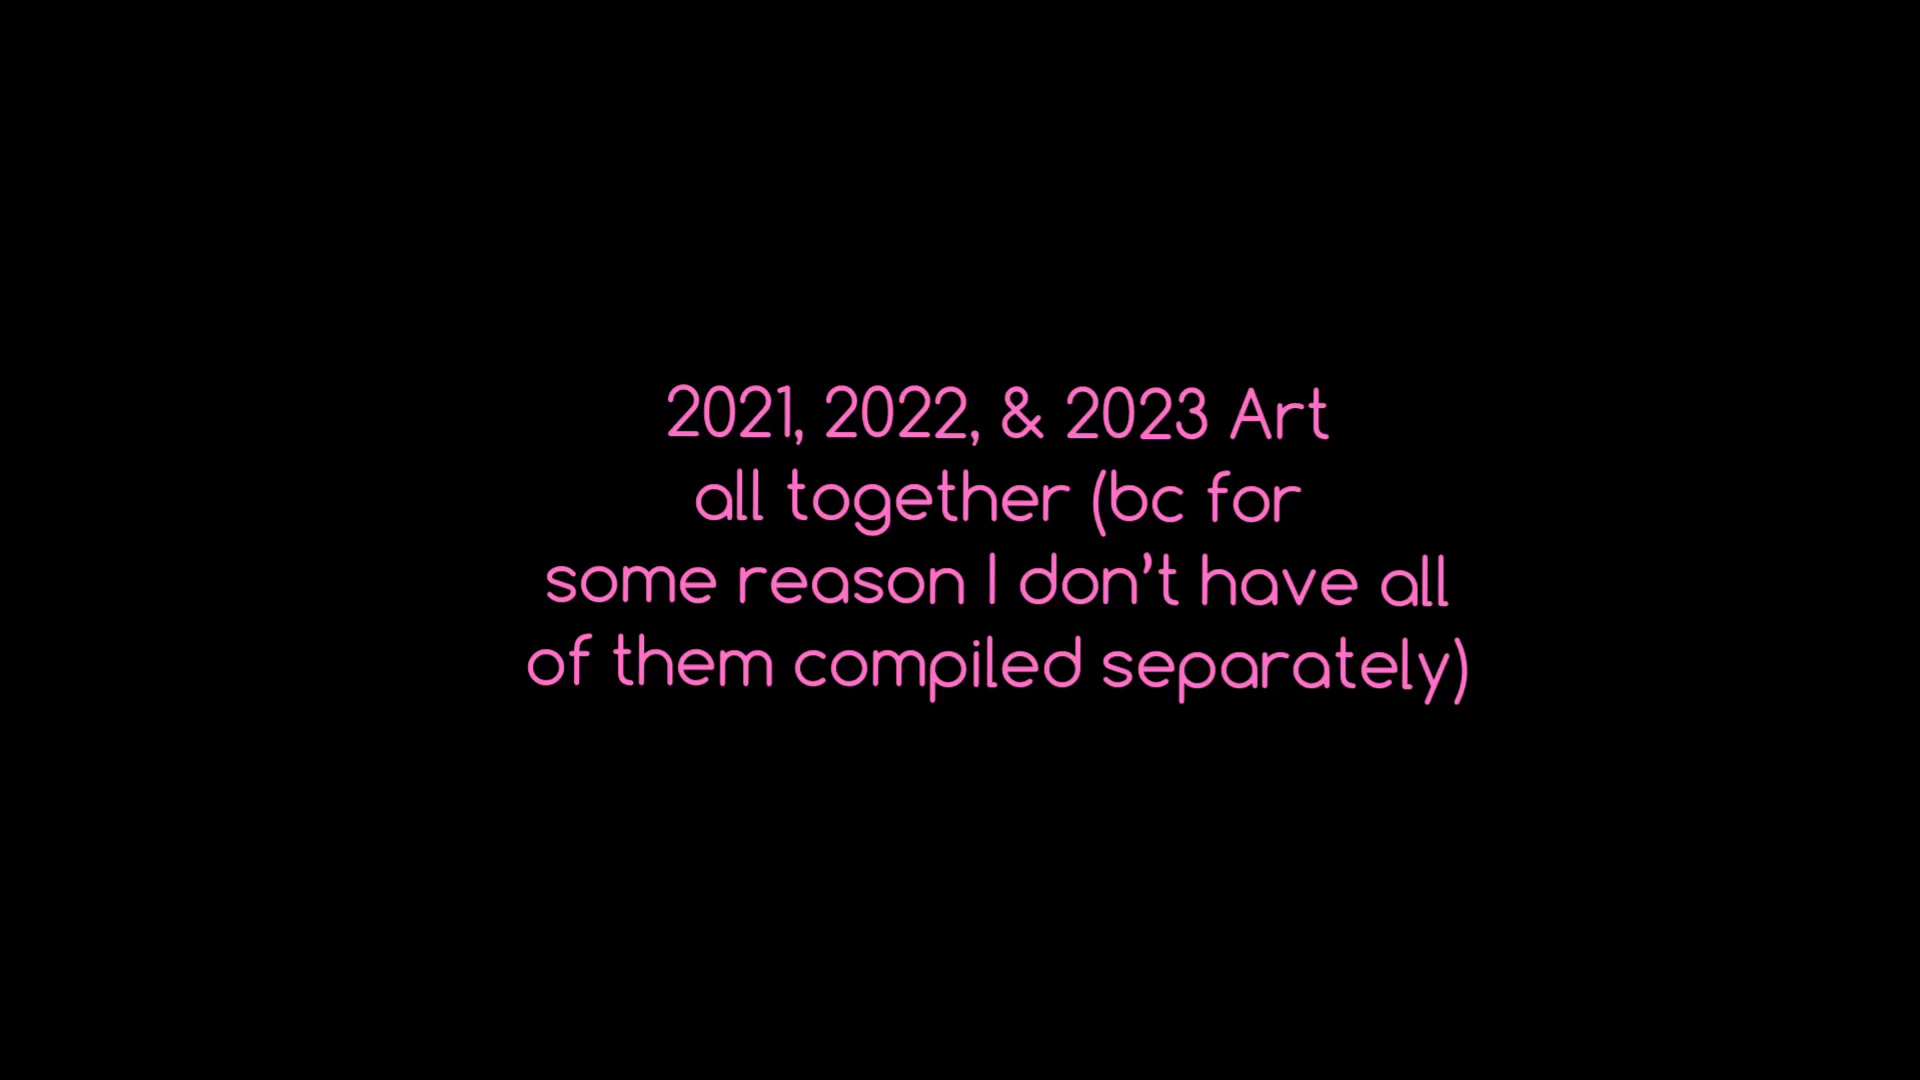 2021, 2022, & 2023 Art
all together (bc for
some reason I don't have all
of them compiled separately)